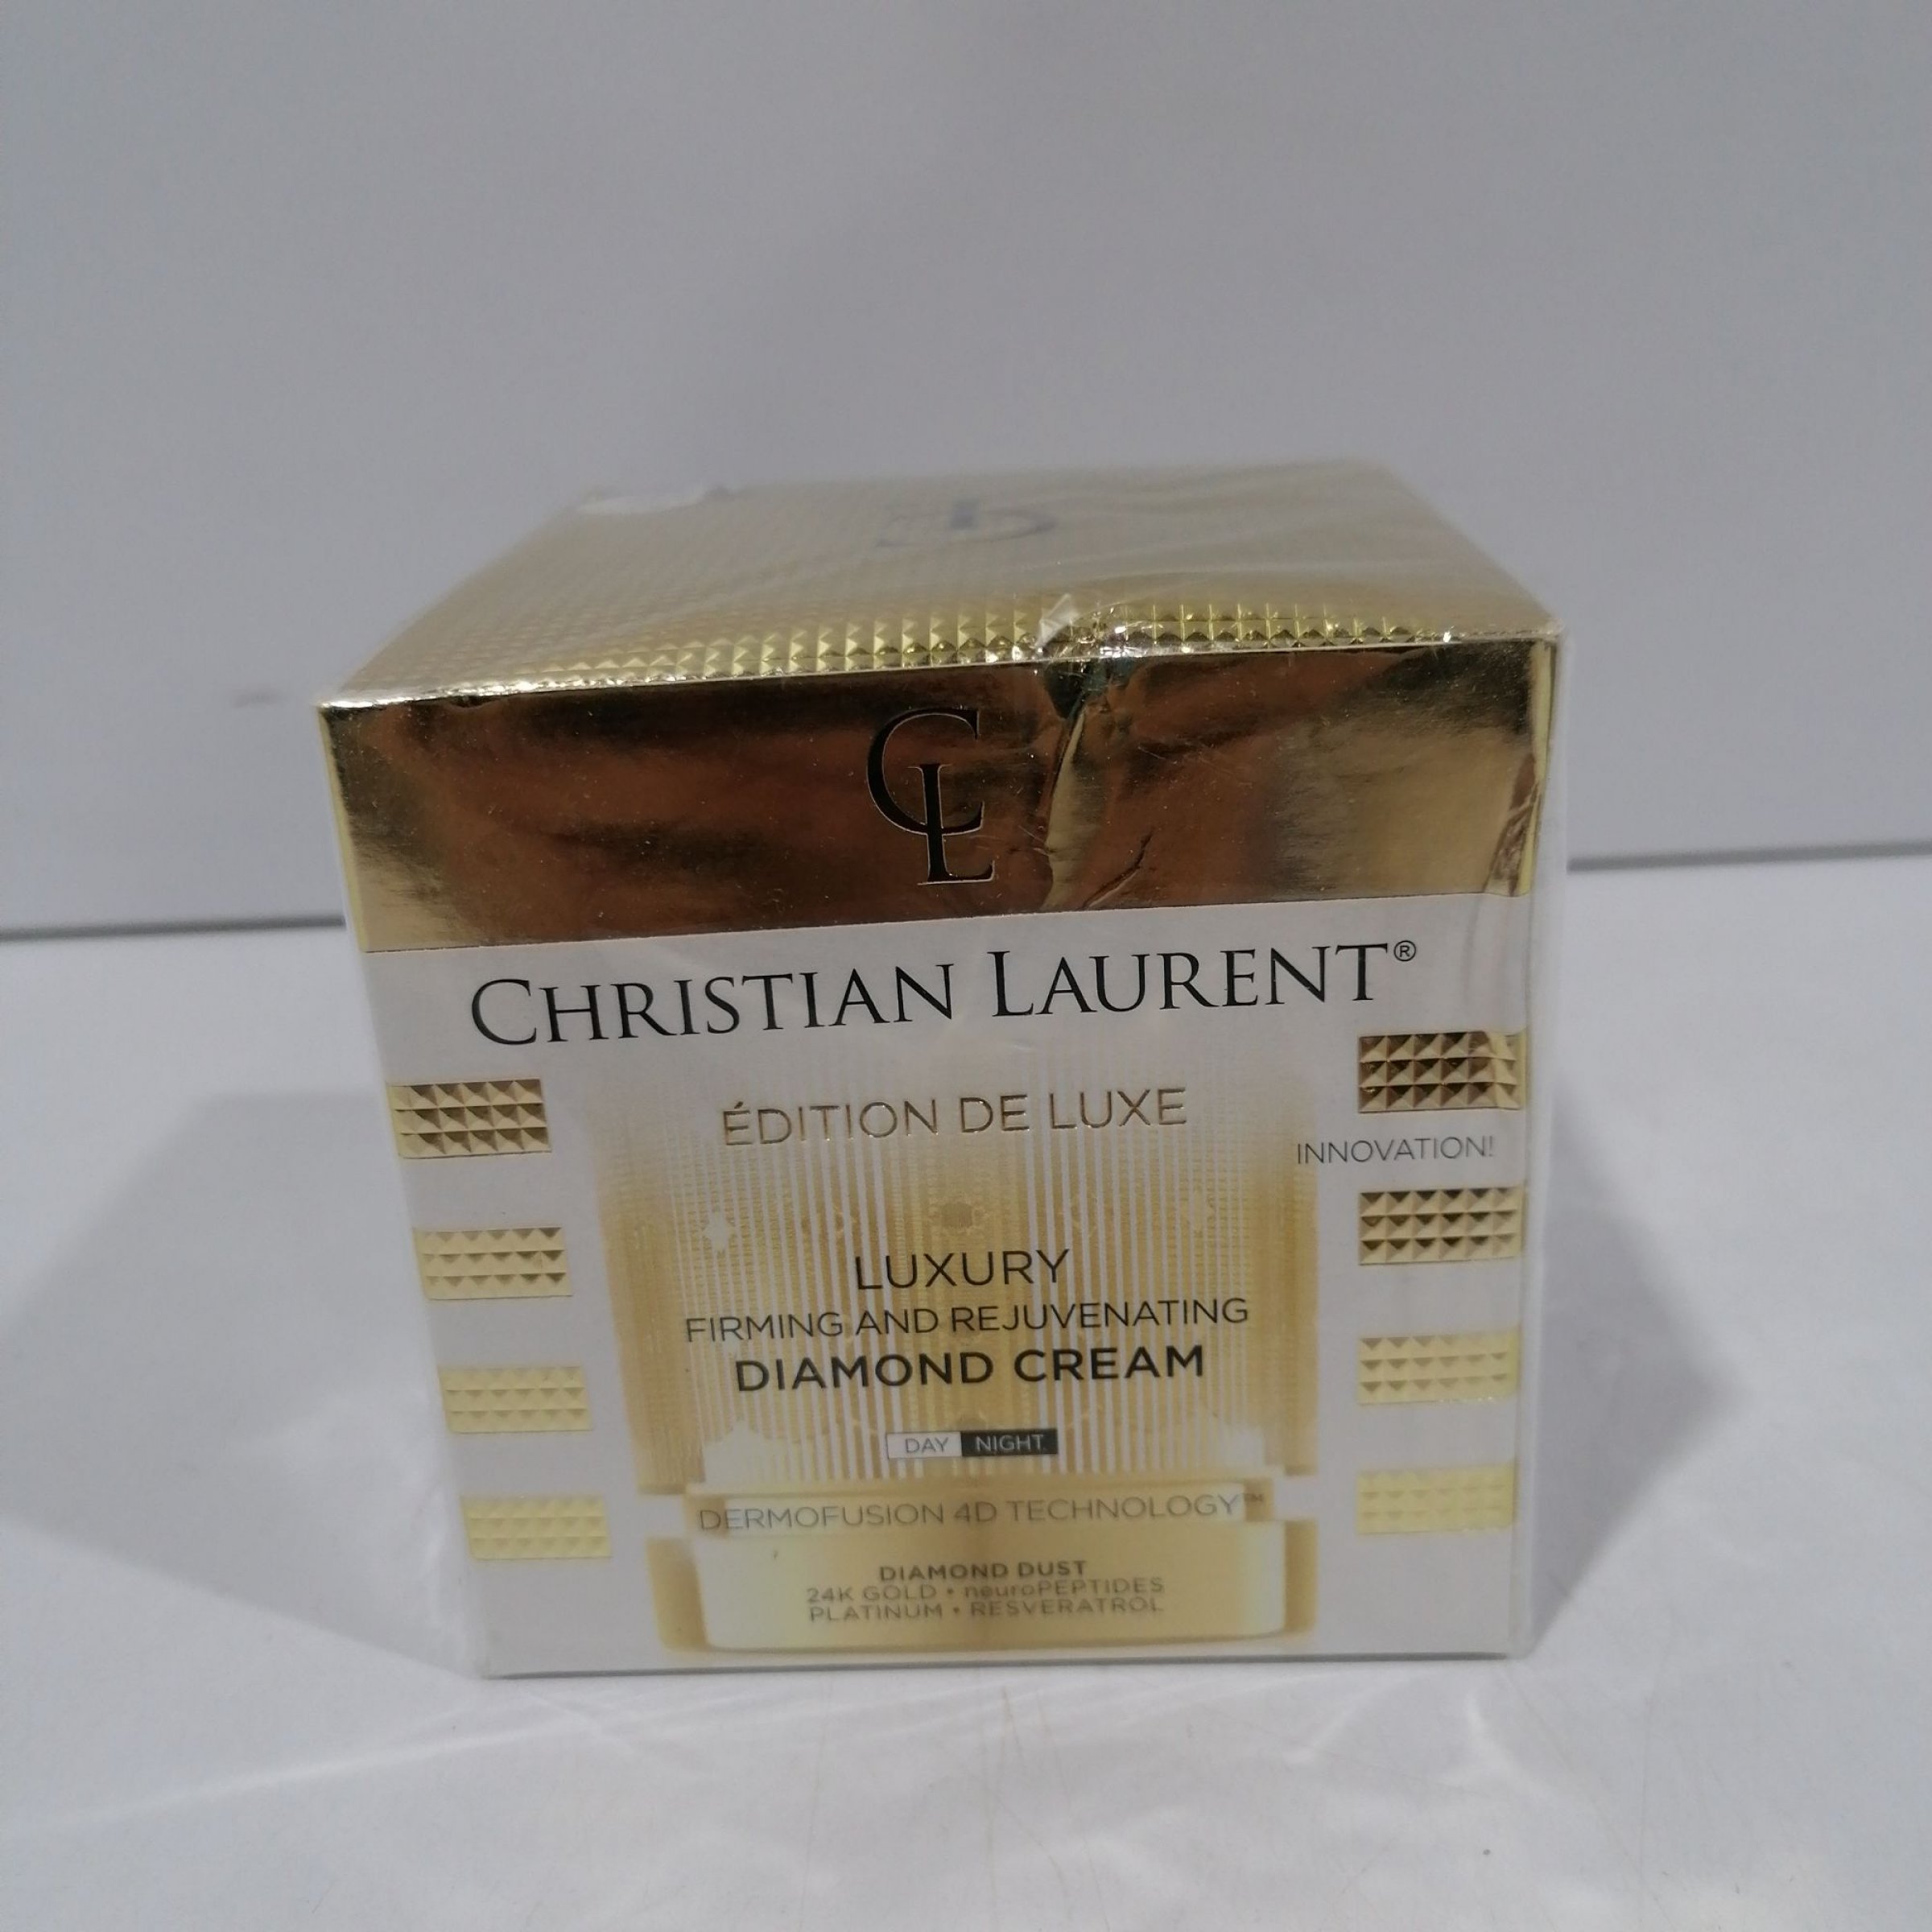 CL
CHRISTIAN LAURENT®
ÉDITION DE LUXE
INNOVATION!
LUXURY
FIRMING AND REJUVENATING
DIAMOND CREAM
DAY NIGHT
DERMOFUSION 4D TECHNOLOGY™
DIAMOND DUST
24K GOLD • neuroPEPTIDES
PLATINUM • RESVERATROL